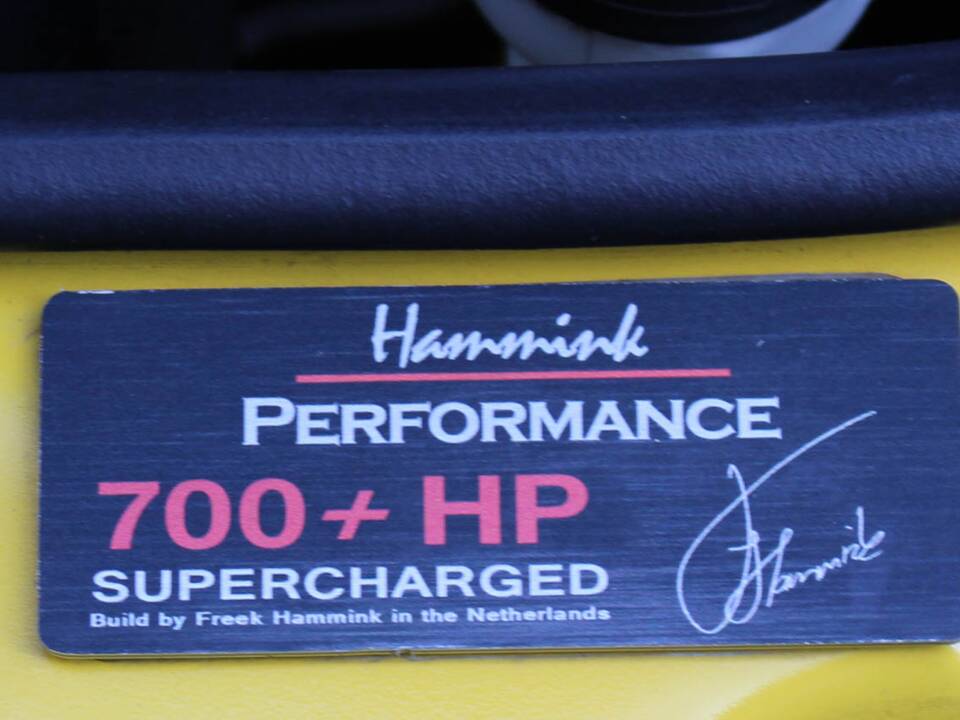 Hammink
PERFORMANCE
700+ HP
SUPERCHARGED
Build by Freek Hammink in the Netherlands
F Hammink